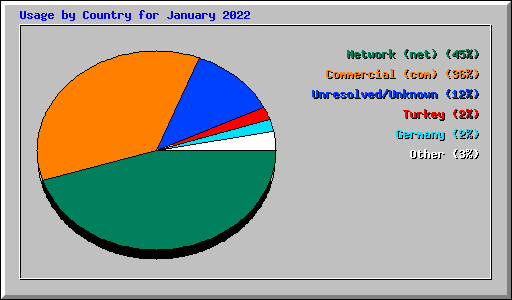 Usage by Country for January 2022
Network (net) (45%)
Commercial (com) (36%)
Unresolved/Unknown (12%)
Turkey (2%)
Germany (2%)
Other (3%)